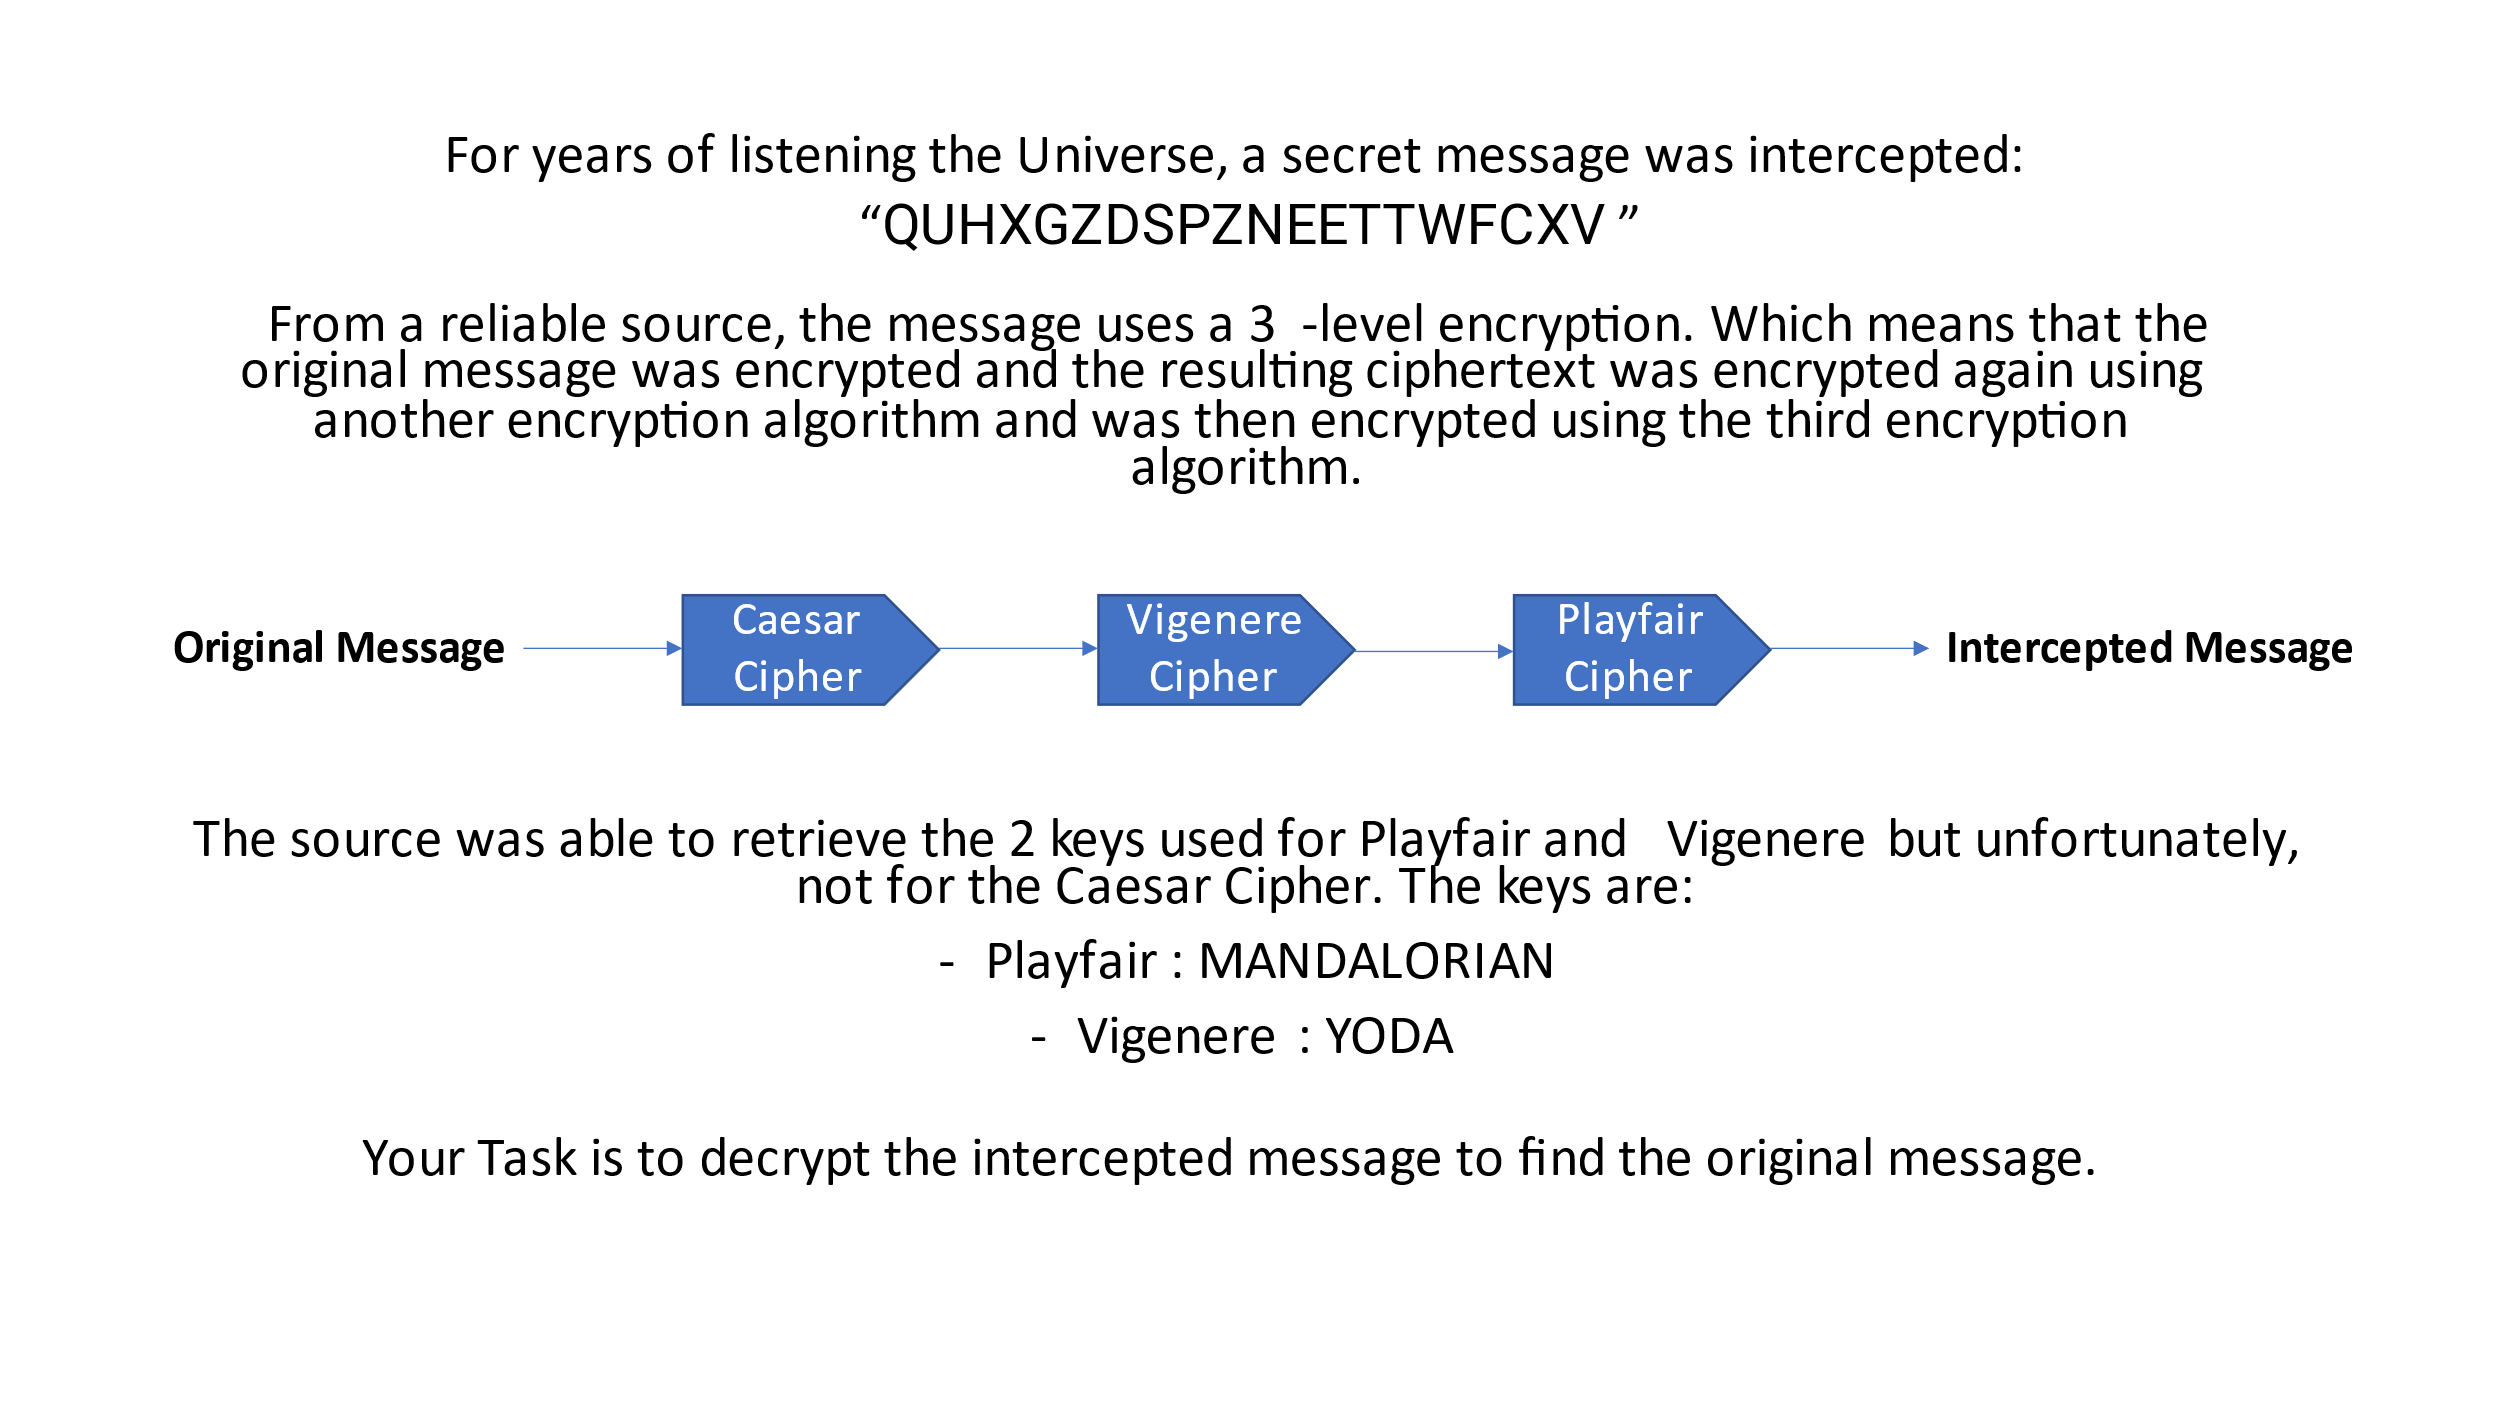 For years of listening the Universe, a secret message was intercepted:
“QUHXGZDSPZNEETTWFCXV ”
From a reliable source, the message uses a 3 -level encryption. Which means that the
original message was encrypted and the resulting ciphertext was encrypted again using
another encryption algorithm and was then encrypted using the third encryption
algorithm.
Original Message
Caesar
Cipher
Vigenere
Cipher
Playfair
Cipher
Intercepted Message
The source was able to retrieve the 2 keys used for Playfair and Vigenere but unfortunately,
not for the Caesar Cipher. The keys are:
- Playfair : MANDALORIAN
- Vigenere : YODA
Your Task is to decrypt the intercepted message to find the original message.